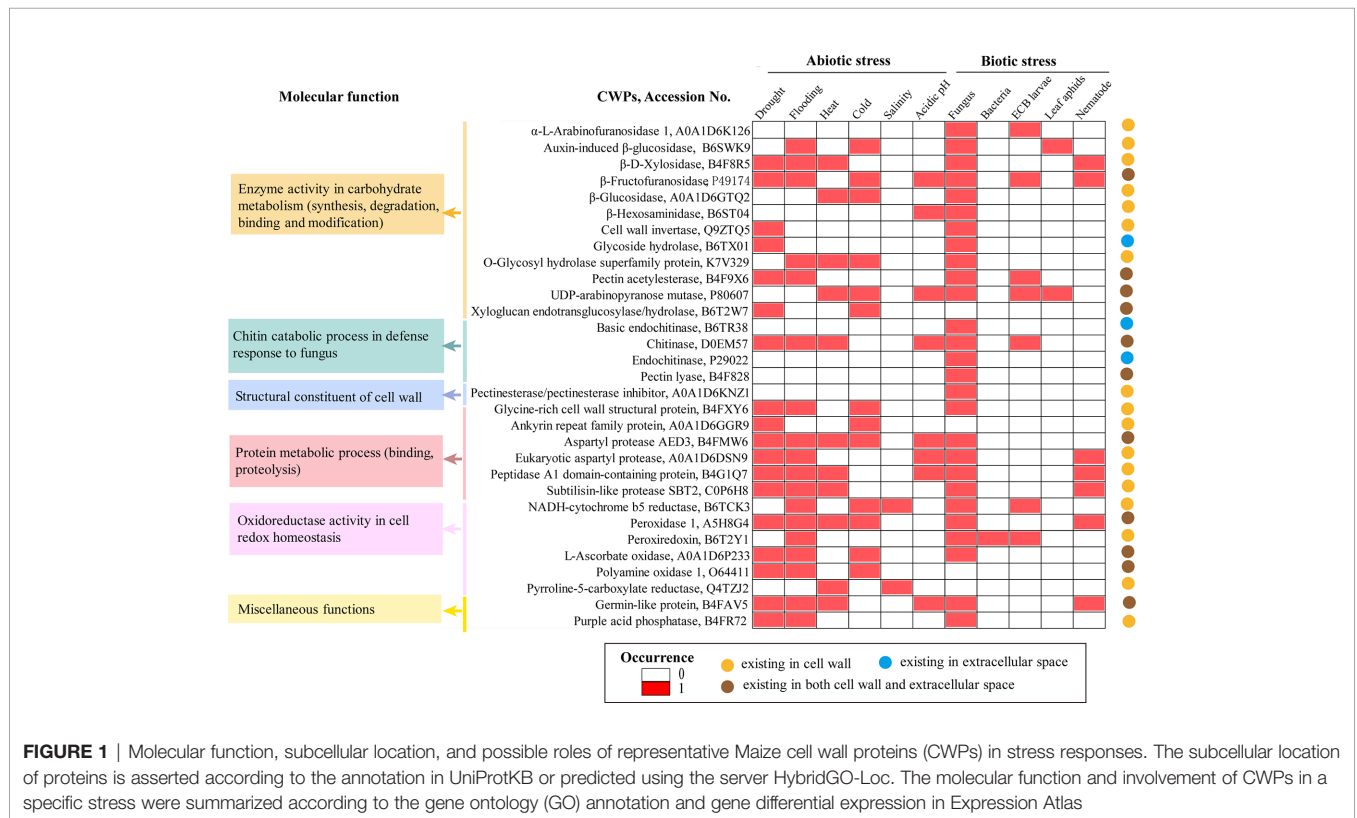 Abiotic stress
Biotic stress
Molecular function
CWPs, Accession No.
Drought
Flooding
Heat
Cold
Salinity
Acidic pH
Fungus
Bacteria
ECB larvae
Leaf aphids
Nematode
Enzyme activity in carbohydrate
metabolism (synthesis, degradation,
binding and modification)
Chitin catabolic process in defense
response to fungus
Structural constituent of cell wall
Protein metabolic process (binding,
proteolysis)
Oxidoreductase activity in cell
redox homeostasis
Miscellaneous functions
α-L-Arabinofuranosidase 1, A0A1D6K126
Auxin-induced β-glucosidase, B6SWK9
β-D-Xylosidase, B4F8R5
β-Fructofuranosidase, P49174
β-Glucosidase, A0A1D6GTQ2
β-Hexosaminidase, B6ST04
Cell wall invertase, Q9ZTQ5
Glycoside hydrolase, B6TX01
O-Glycosyl hydrolase superfamily protein, K7V329
Pectin acetylesterase, B4F9X6
UDP-arabinopyranose mutase, P80607
Xyloglucan endotransglucosylase/hydrolase, B6T2W7
Basic endochitinase, B6TR38
Chitinase, D0EM57
Endochitinase, P29022
Pectin lyase, B4F828
Pectinesterase/pectinesterase inhibitor, A0A1D6KNZ1
Glycine-rich cell wall structural protein, B4FXY6
Ankyrin repeat family protein, A0A1D6GGR9
Aspartyl protease AED3, B4FMW6
Eukaryotic aspartyl protease, A0A1D6DSN9
Peptidase A1 domain-containing protein, B4G1Q7
Subtilisin-like protease SBT2, C0P6H8
NADH-cytochrome b5 reductase, B6TCK3
Peroxidase 1, A5H8G4
Peroxiredoxin, B6T2Y1
L-Ascorbate oxidase, A0A1D6P233
Polyamine oxidase 1, O64411
Pyrroline-5-carboxylate reductase, Q4TZJ2
Germin-like protein, B4FAV5
Purple acid phosphatase, B4FR72
Occurrence
0
1
existing in cell wall
existing in extracellular space
existing in both cell wall and extracellular space
FIGURE 1 | Molecular function, subcellular location, and possible roles of representative Maize cell wall proteins (CWPs) in stress responses. The subcellular location
of proteins is asserted according to the annotation in UniProtKB or predicted using the server HybridGO-Loc. The molecular function and involvement of CWPs in a
specific stress were summarized according to the gene ontology (GO) annotation and gene differential expression in Expression Atlas